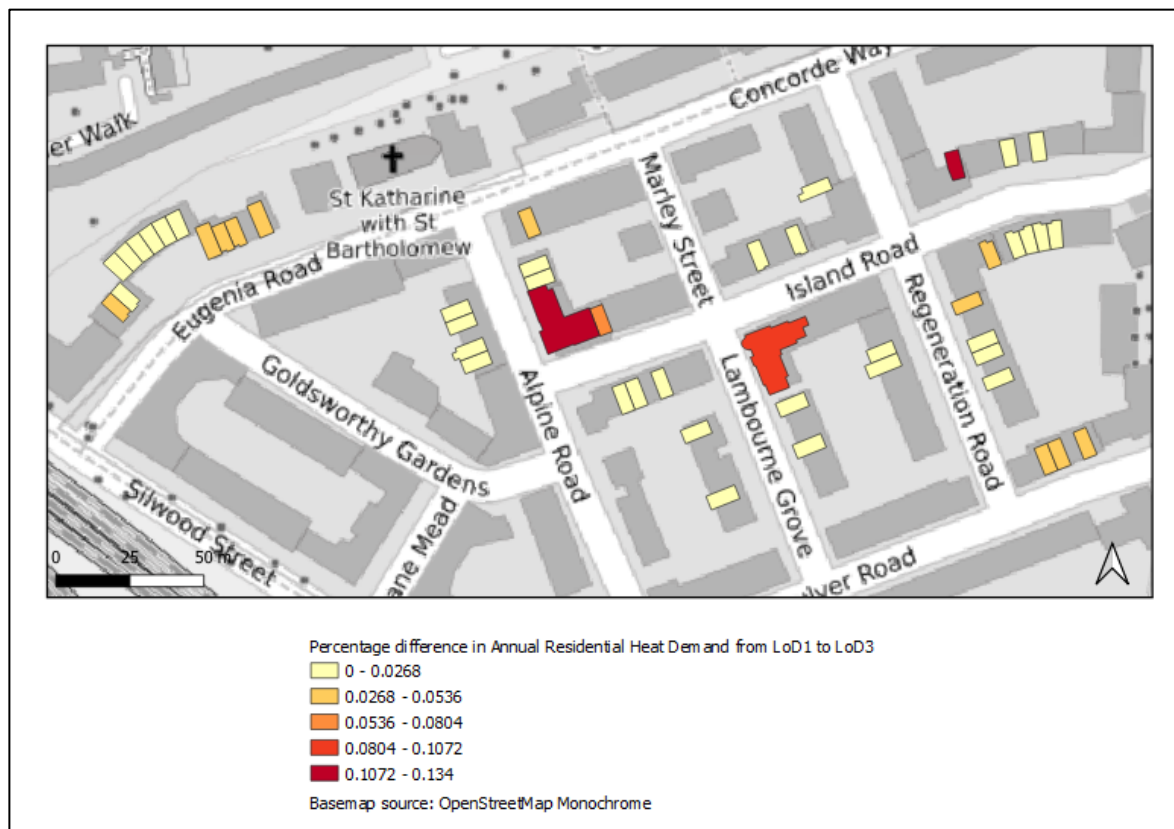 Concorde Way
er Walk
Marley Street
St Katharine
with St
Bartholomew
Island Road
Eugenia Road
Regeneration Road
Goldsworthy Gardens
Alpine Road
Lambourne Grove
Silwood Street
ane Mead
lver Road
0 25 50 m
Percentage difference in Annual Residential Heat Demand from LoD1 to LoD3
0 - 0.0268
0.0268 - 0.0536
0.0536 - 0.0804
0.0804 - 0.1072
0.1072 - 0.134
Basemap source: OpenStreetMap Monochrome